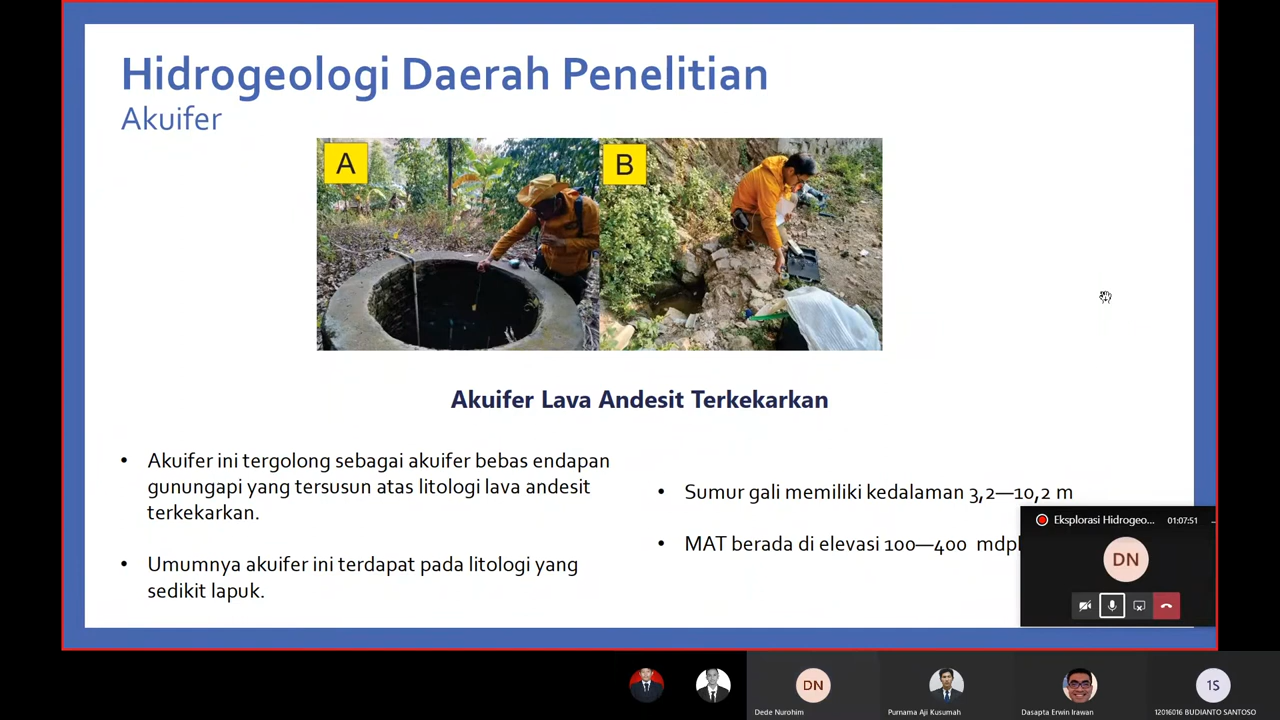 Hidrogeologi Daerah Penelitian
Akuifer
A
B
Akuifer Lava Andesit Terkekarkan
• Akuifer ini tergolong sebagai akuifer bebas endapan
gunungapi yang tersusun atas litologi lava andesit
terkekarkan.
• Umumnya akuifer ini terdapat pada litologi yang
sedikit lapuk.
• Sumur gali memiliki kedalaman 3,2—10,2 m
• MAT berada di elevasi 100—400 mdpl
Eksplorasi Hidrogeo... 01:07:51
DN
DN
1S
Dede Nurohim
Purnama Aji Kusumah
Dasapta Erwin Irawan
12016016 BUDIANTO SANTOSO